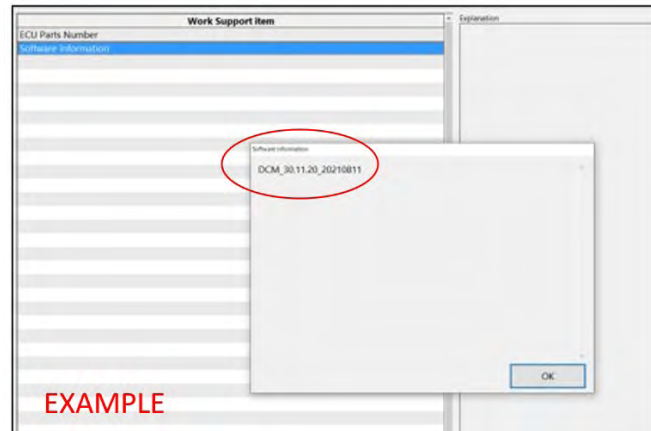 Work Support item
Explanation
ECU Parts Number
Software Information
Software information
DCM_30.11.20_20210811
OK
EXAMPLE